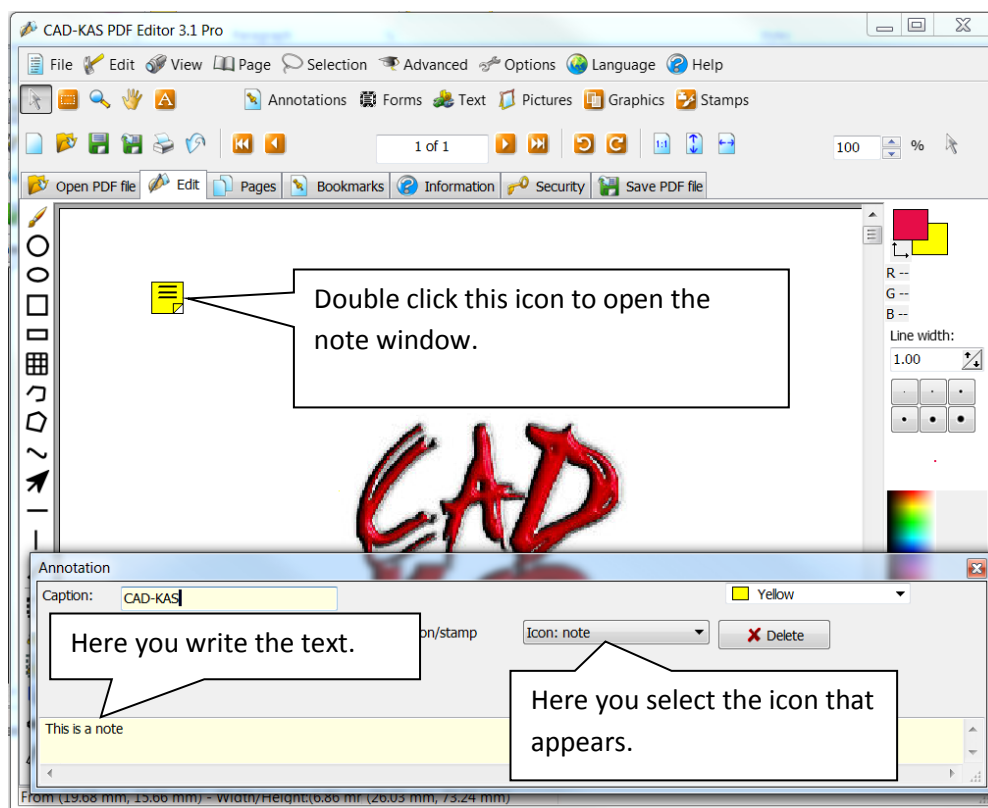 CAD-KAS PDF Editor 3.1 Pro
File Edit View Page Selection Advanced Options Language Help
Annotations Forms Text Pictures Graphics Stamps
1 of 1 1:1 100 %
Open PDF file Edit Pages Bookmarks Information Security Save PDF file
R --
G --
B --
Line width:
1.00
Double click this icon to open the
note window.
CAD
Annotation
Caption: CAD-KAS Yellow
on/stamp Icon: note Delete
Here you write the text.
Here you select the icon that
appears.
This is a note
From (19.68 mm, 15.66 mm) - Width/Height:(6.86 mr (26.03 mm, 73.24 mm)